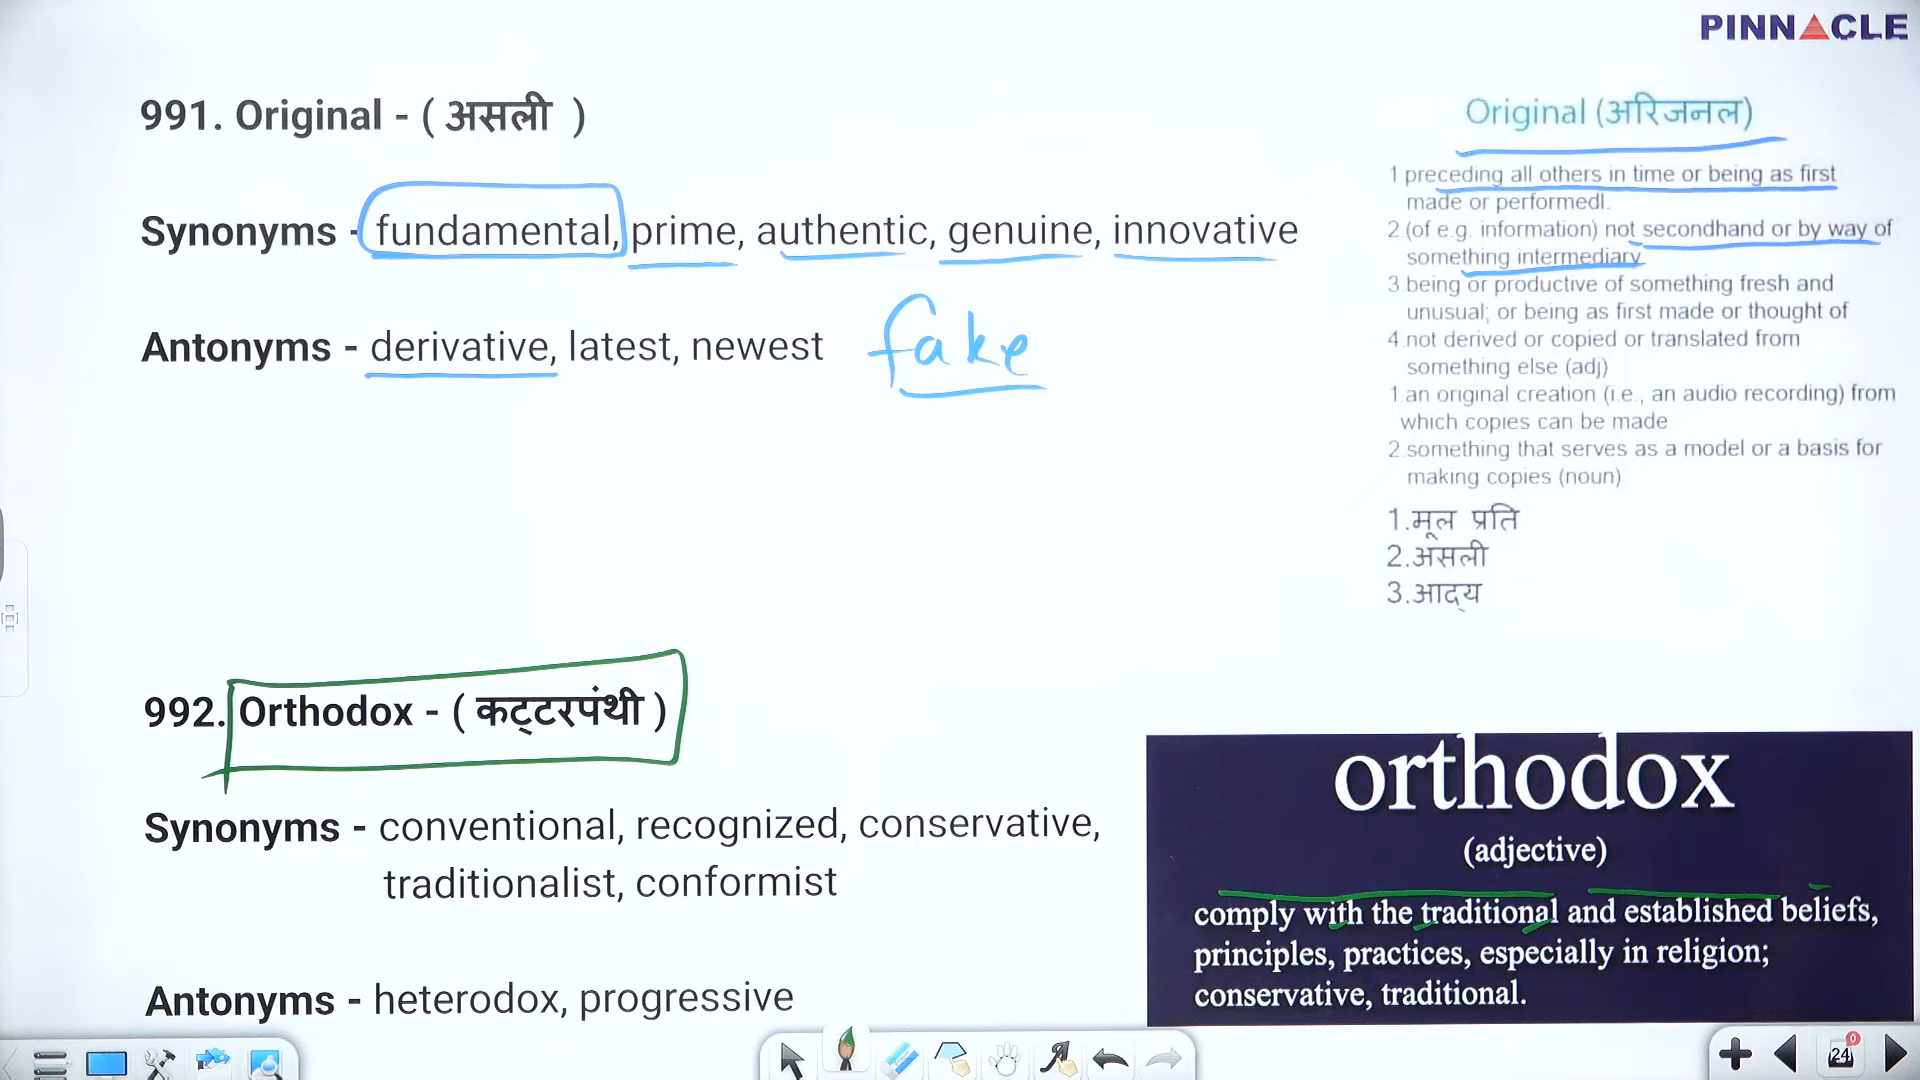 PINNACLE
991. Original - ( असली )
Synonyms - fundamental, prime, authentic, genuine, innovative
Antonyms - derivative, latest, newest fake
Original (अरिजनल)
1 preceding all others in time or being as first
made or performedl.
2.(of e.g. information) not secondhand or by way of
something intermediary
3.being or productive of something fresh and
unusual; or being as first made or thought of
4.not derived or copied or translated from
something else (adj)
1.an original creation (i.e., an audio recording) from
which copies can be made
2.something that serves as a model or a basis for
making copies (noun)
1.मूल प्रति
2.असली
3.आद्य
992. Orthodox - ( कट्टरपंथी )
Synonyms - conventional, recognized, conservative,
traditionalist, conformist
Antonyms - heterodox, progressive
orthodox
(adjective)
comply with the traditional and established beliefs,
principles, practices, especially in religion;
conservative, traditional.
24
0